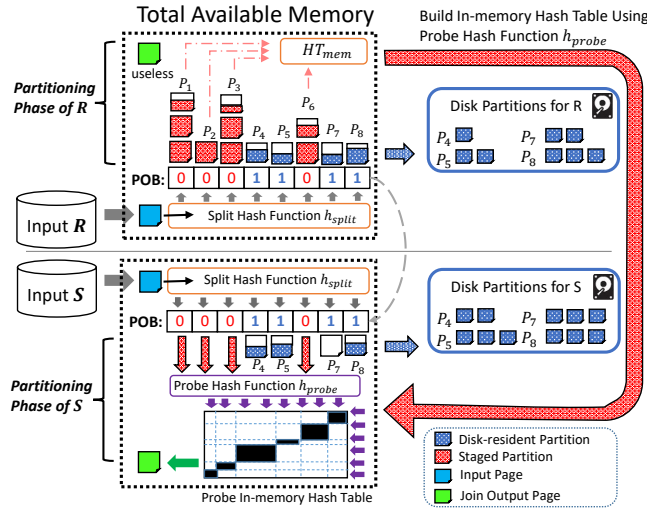 Total Available Memory
Build In-memory Hash Table Using
Probe Hash Function h_probe
useless
HT_mem
Partitioning
Phase of R
P_1
P_3
P_2
P_6
P_4
P_5
P_7
P_8
POB: 0 0 0 1 1 0 1 1
Split Hash Function h_split
Input R
Disk Partitions for R
P_4
P_7
P_5
P_8
Input S
Split Hash Function h_split
POB: 0 0 0 1 1 0 1 1
P_4
P_5
P_7
P_8
Partitioning
Phase of S
Probe Hash Function h_probe
Probe In-memory Hash Table
Disk Partitions for S
P_4
P_7
P_5
P_8
Disk-resident Partition
Staged Partition
Input Page
Join Output Page